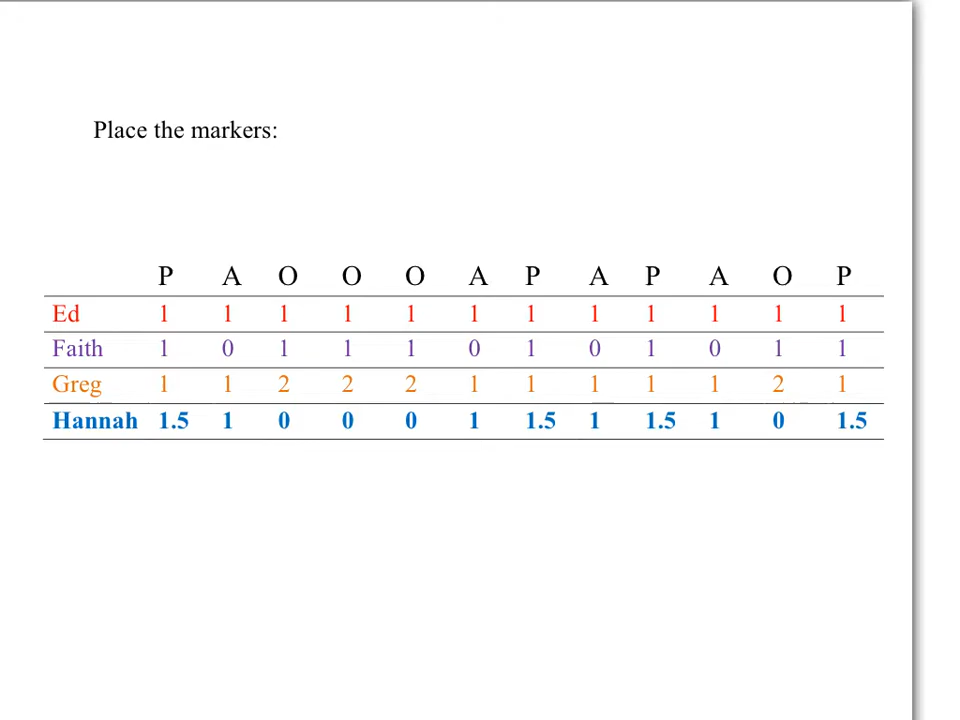 Place the markers:
P A O O O A P A P A O P
Ed 1 1 1 1 1 1 1 1 1 1 1 1
Faith 1 0 1 1 1 0 1 0 1 0 1 1
Greg 1 1 2 2 2 1 1 1 1 1 2 1
Hannah 1.5 1 0 0 0 1 1.5 1 1.5 1 0 1.5